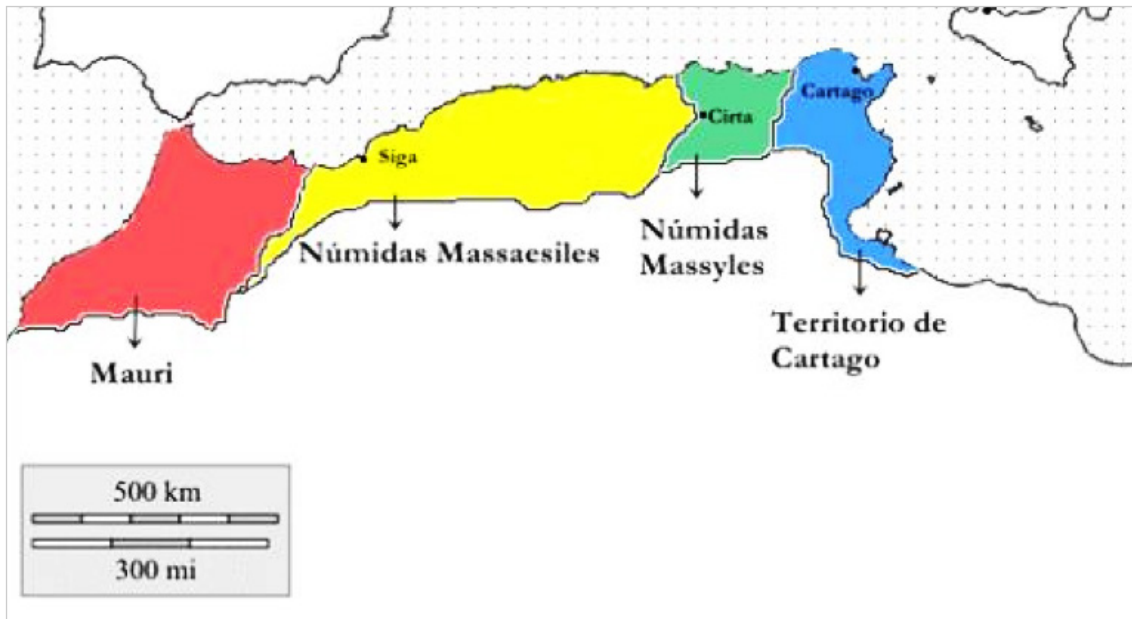 Cartago
Cirta
Siga
Númidas
Massyles
Númidas Massaesiles
Territorio de
Cartago
Mauri
500 km
300 mi